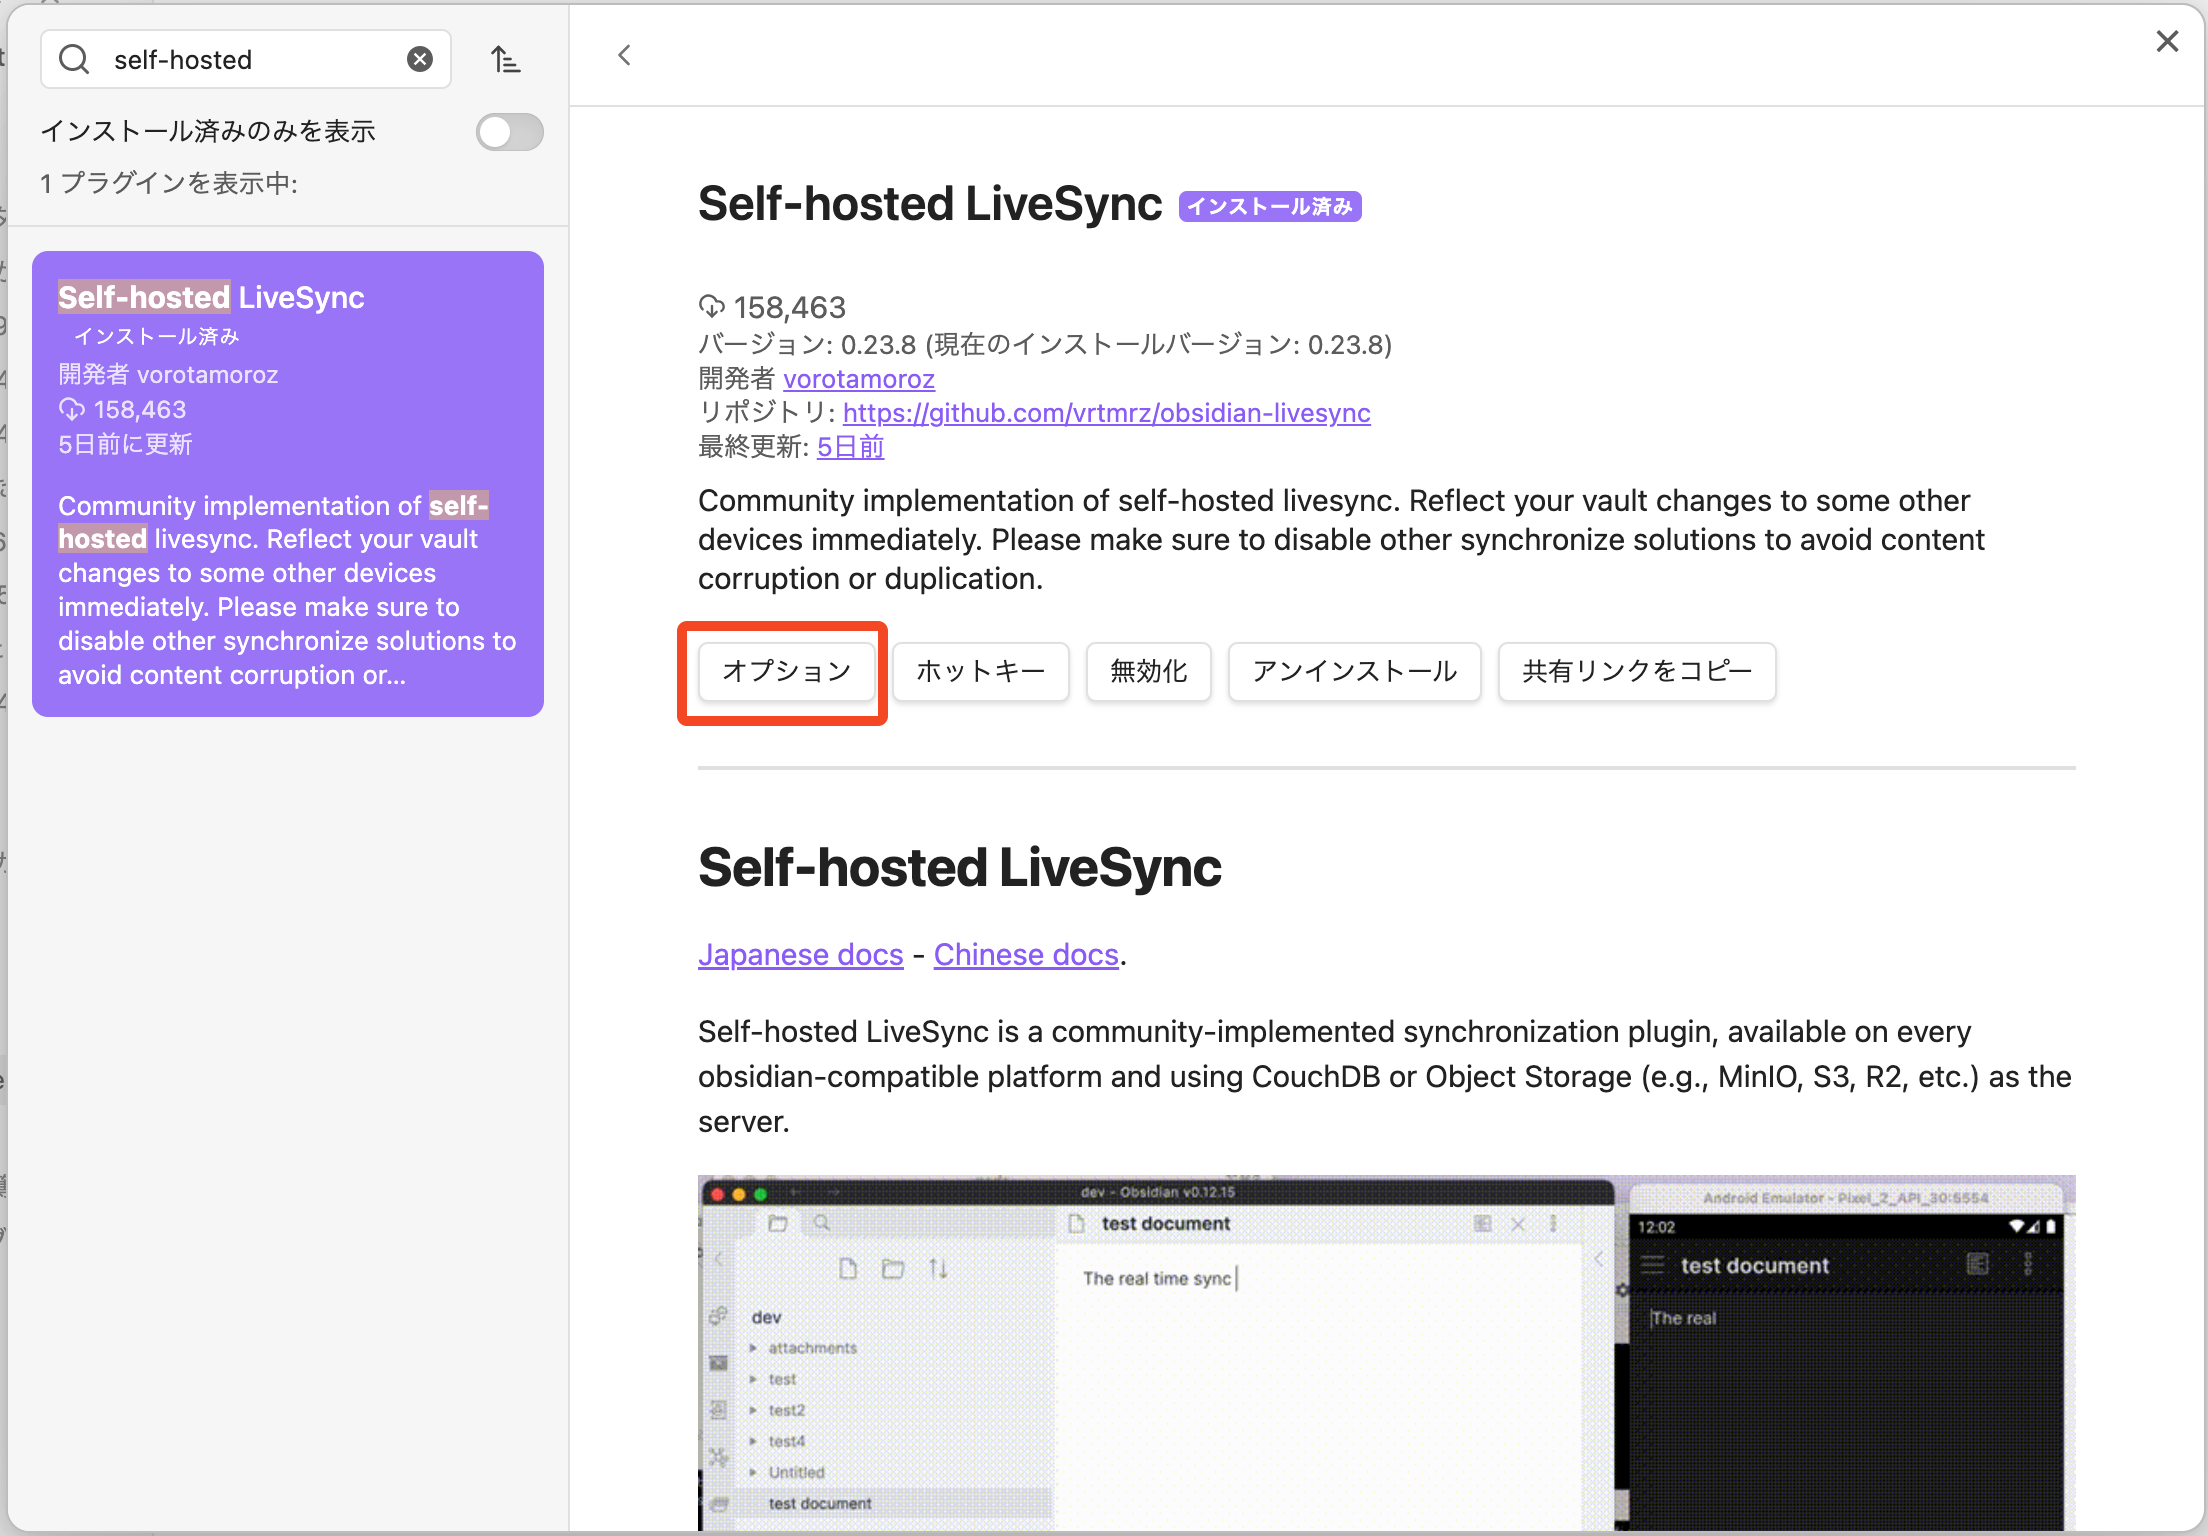 self-hosted
インストール済みのみを表示
1 プラグインを表示中:
Self-hosted LiveSync
インストール済み
開発者 vorotamoroz
158,463
5日前に更新
Community implementation of self-
hosted livesync. Reflect your vault
changes to some other devices
immediately. Please make sure to
disable other synchronize solutions to
avoid content corruption or...
Self-hosted LiveSync インストール済み
158,463
バージョン: 0.23.8 (現在のインストールバージョン: 0.23.8)
開発者 vorotamoroz
リポジトリ: https://github.com/vrtmrz/obsidian-livesync
最終更新: 5日前
Community implementation of self-hosted livesync. Reflect your vault changes to some other
devices immediately. Please make sure to disable other synchronize solutions to avoid content
corruption or duplication.
オプション ホットキー 無効化 アンインストール 共有リンクをコピー
Self-hosted LiveSync
Japanese docs - Chinese docs.
Self-hosted LiveSync is a community-implemented synchronization plugin, available on every
obsidian-compatible platform and using CouchDB or Object Storage (e.g., MinIO, S3, R2, etc.) as the
server.
dev - Obsidian v0.12.15
test document
The real time sync
dev
attachments
test
test2
test4
Untitled
test document
Android Emulator - Pixel_2_API_30:5554
12:02
test document
The real